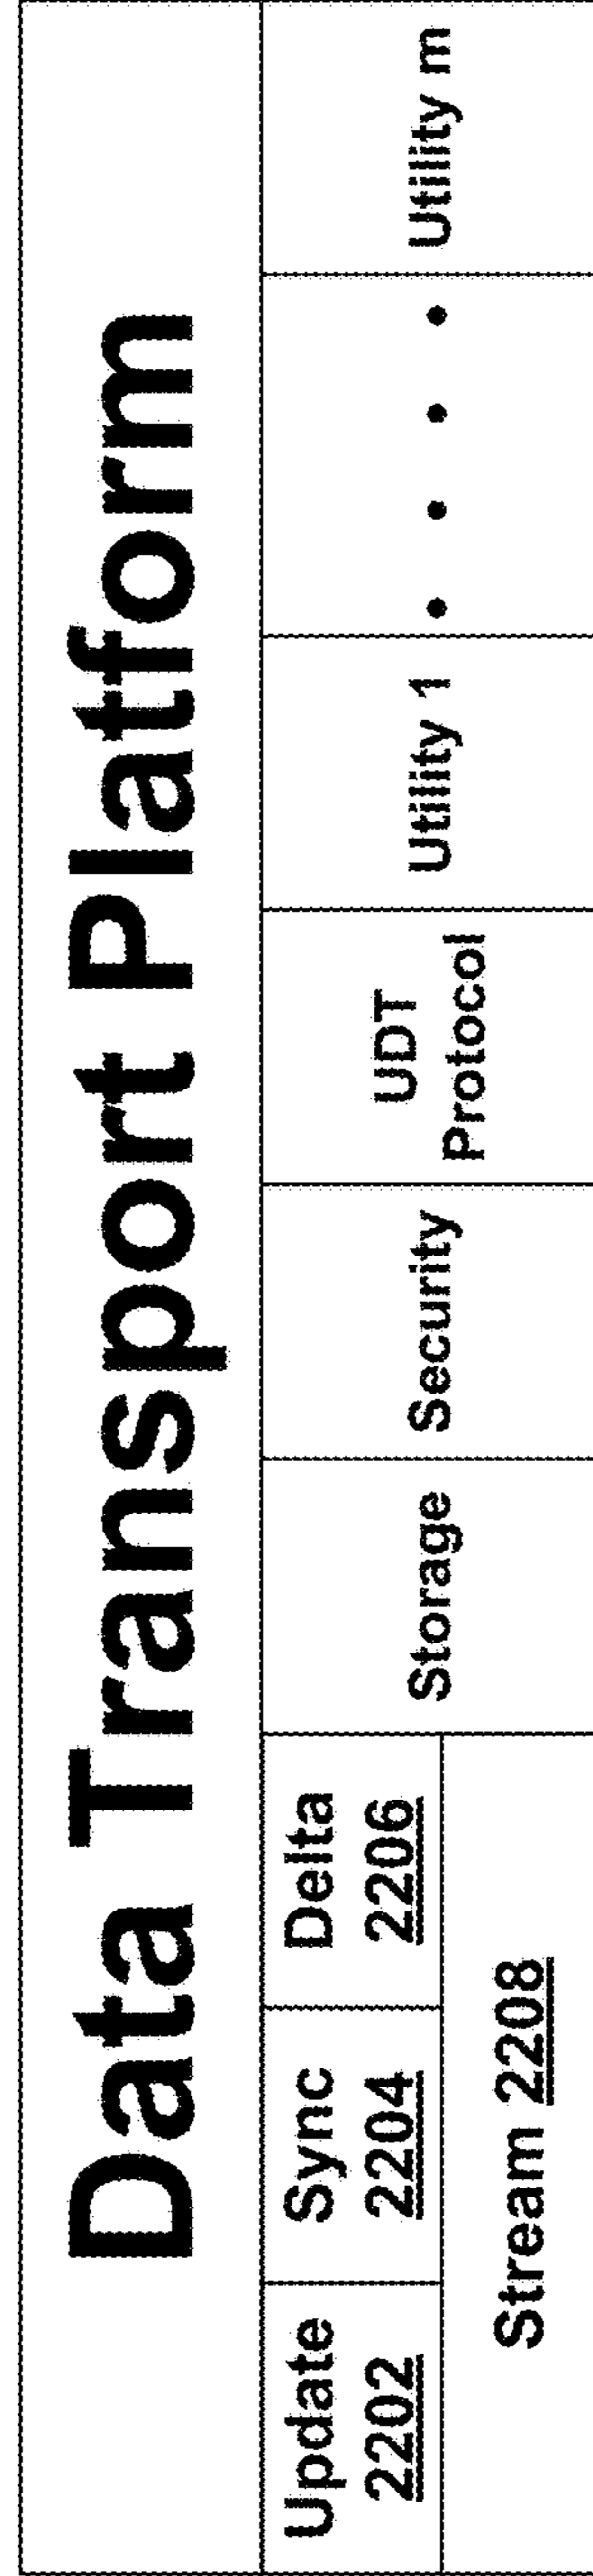 Data Transport Platform
Update
2202
Sync
2204
Delta
2206
Stream 2208
Storage
Security
UDT
Protocol
Utility 1
• • • •
Utility m